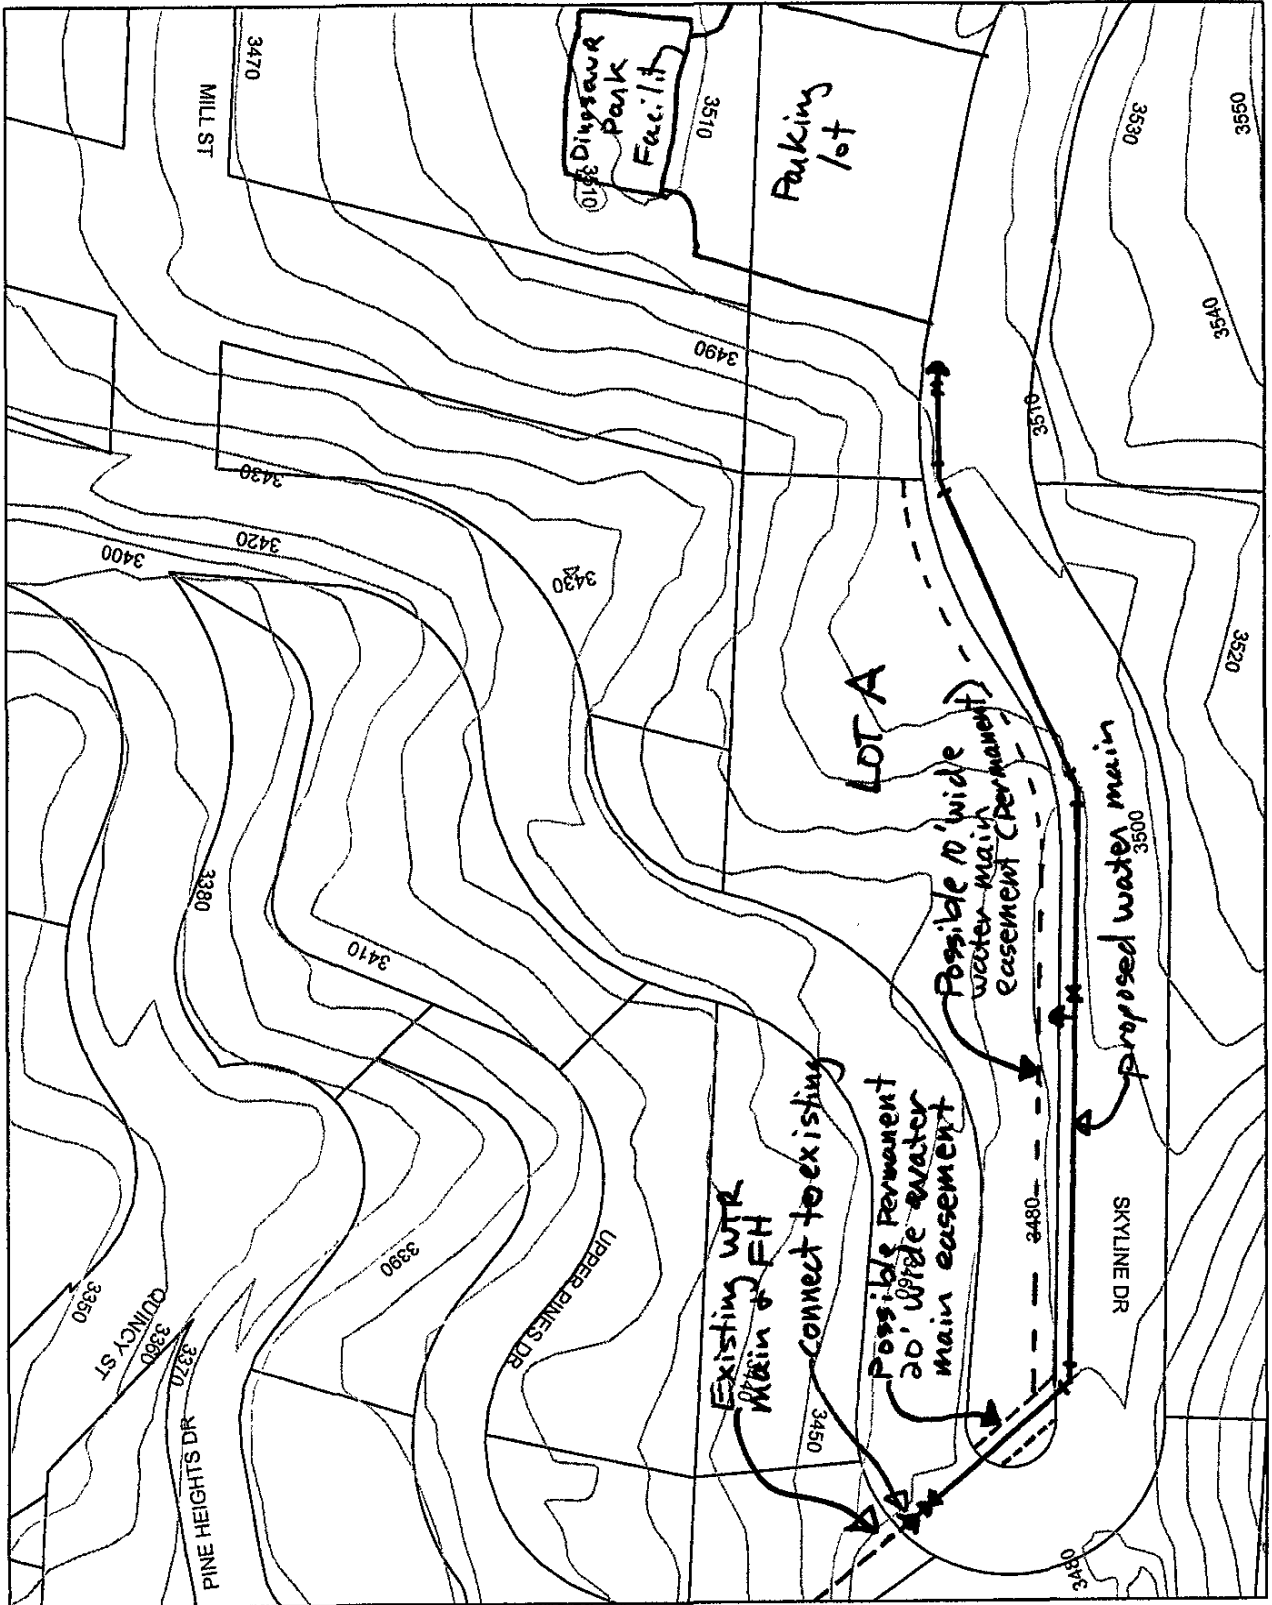 3470
MILL ST
Dinosaur
Park
Facility
3510
3510
Parking
lot
3530
3550
3540
3490
3510
3430
3420
3400
3430
3520
LOT A
Possible 10' wide
water main
easement (Permanent)
3500
proposed water main
3380
3410
3390
Existing WTR
Main & FH
3440
connect to existing
Possible Permanent
20' wide water
main easement
3460
3480
SKYLINE DR
UPPER PINES DR
3350
QUINCY ST
3360
3370
PINE HEIGHTS DR
3450
3480